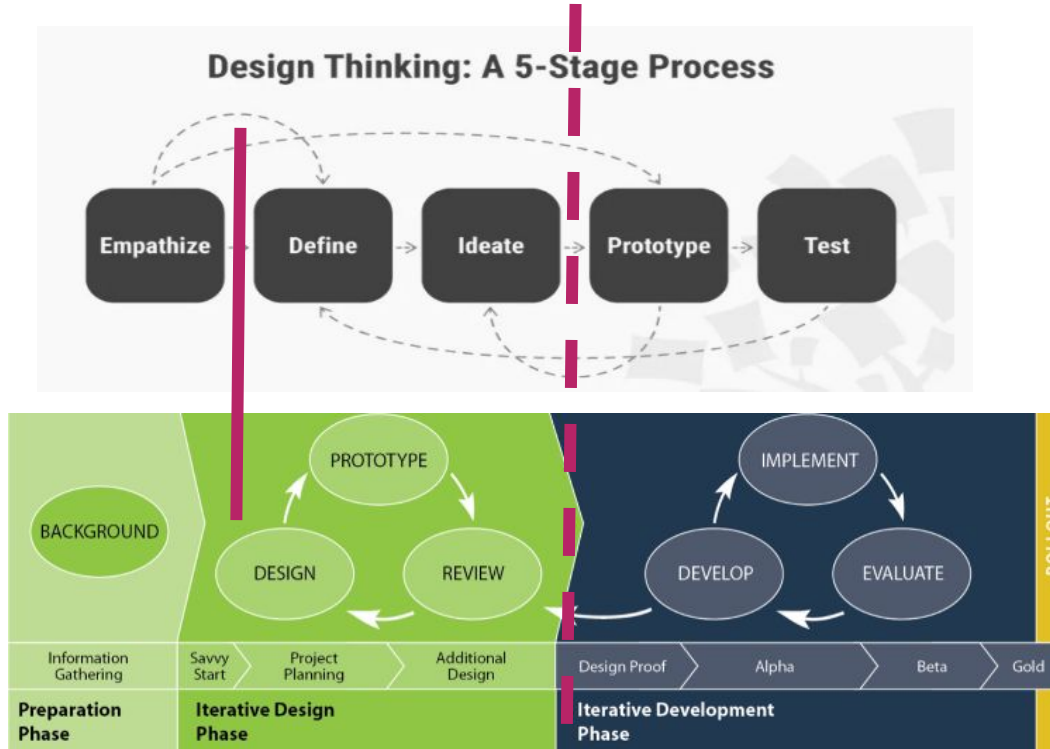 Design Thinking: A 5-Stage Process
Empathize
Define
Ideate
Prototype
Test
PROTOTYPE
IMPLEMENT
BACKGROUND
DESIGN
REVIEW
DEVELOP
EVALUATE
ROLLOUT
Information
Gathering
Savvy
Start
Project
Planning
Additional
Design
Design Proof
Alpha
Beta
Gold
Preparation
Phase
Iterative Design
Phase
Iterative Development
Phase